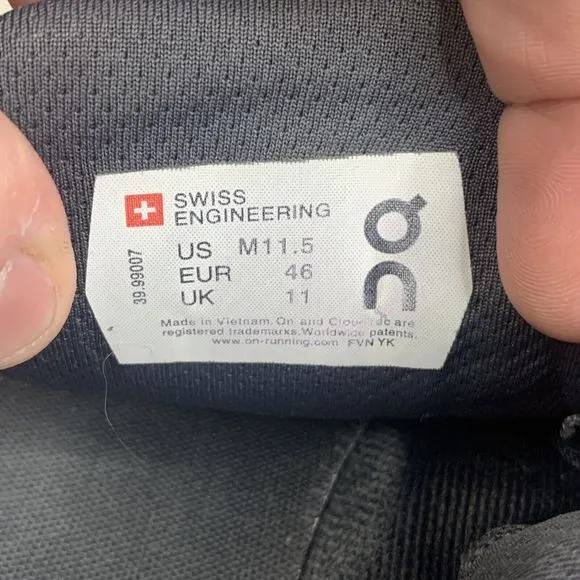 SWISS
ENGINEERING
US M11.5
EUR 46
UK 11
39.99007
Made in Vietnam. On and Cloudtec are
registered trademarks. Worldwide patents.
www.on-running.com FVN YK